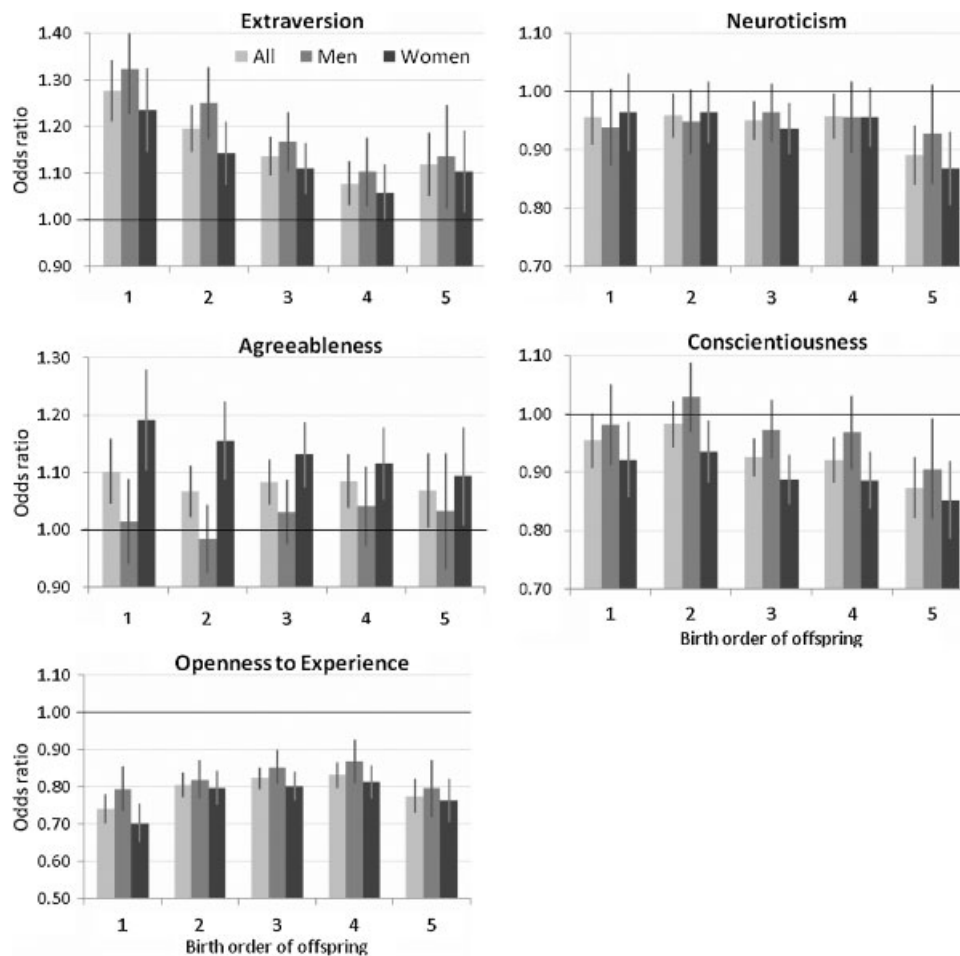 Extraversion
1.40
All Men Women
1.30
1.20
1.10
1.00
0.90
Odds ratio
1 2 3 4 5
Neuroticism
1.10
1.00
0.90
0.80
0.70
1 2 3 4 5
Agreeableness
1.30
1.20
1.10
1.00
0.90
Odds ratio
1 2 3 4 5
Conscientiousness
1.10
1.00
0.90
0.80
0.70
1 2 3 4 5
Birth order of offspring
Openness to Experience
1.10
1.00
0.90
0.80
0.70
0.60
0.50
Odds ratio
1 2 3 4 5
Birth order of offspring